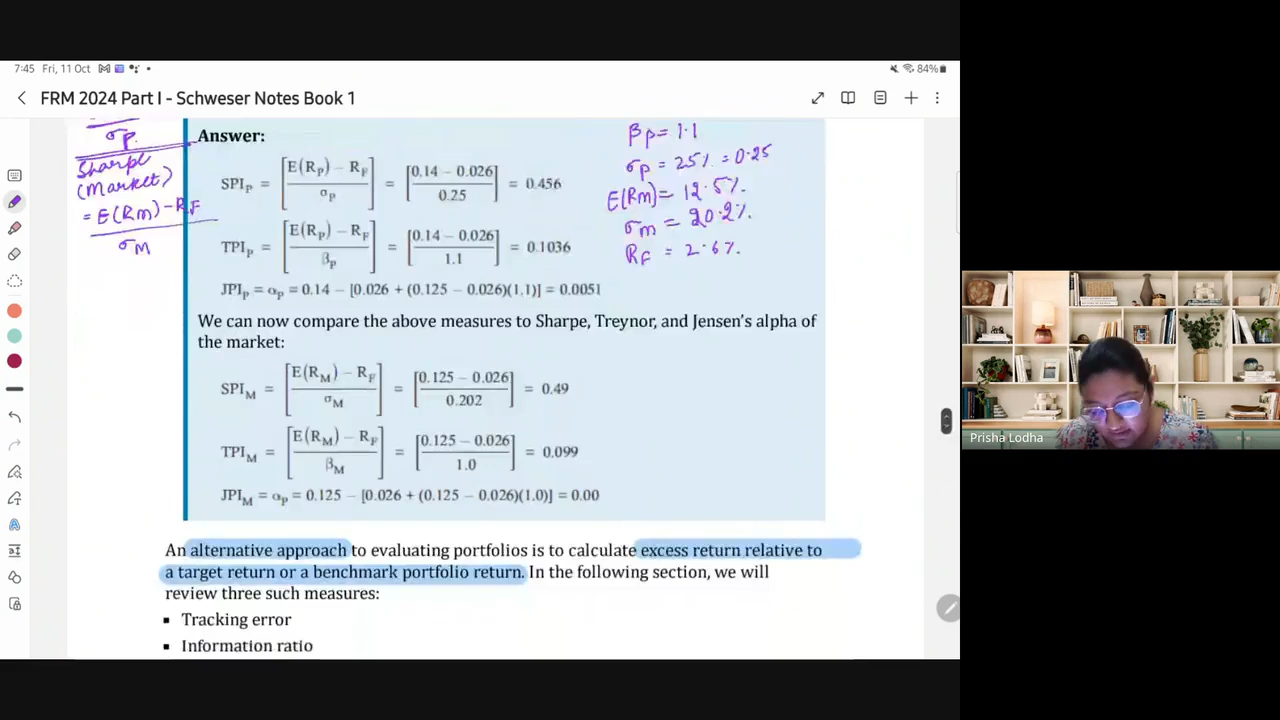 7:45 Fri, 11 Oct
84%
FRM 2024 Part I - Schweser Notes Book 1
σp
Sharpe
(Market)
= E(Rm) - RF
σM
Answer:
SPIP = [E(RP) − RF / σP] = [0.14 − 0.026 / 0.25] = 0.456
TPIP = [E(RP) − RF / βP] = [0.14 − 0.026 / 1.1] = 0.1036
JPIP = αP = 0.14 − [0.026 + (0.125 − 0.026)(1.1)] = 0.0051
βp = 1.1
σp = 25% = 0.25
E(Rm) = 12.5%.
σm = 20.2%.
RF = 2.6%.
We can now compare the above measures to Sharpe, Treynor, and Jensen’s alpha of
the market:
SPIM = [E(RM) − RF / σM] = [0.125 − 0.026 / 0.202] = 0.49
TPIM = [E(RM) − RF / βM] = [0.125 − 0.026 / 1.0] = 0.099
JPIM = αP = 0.125 − [0.026 + (0.125 − 0.026)(1.0)] = 0.00
An alternative approach to evaluating portfolios is to calculate excess return relative to
a target return or a benchmark portfolio return. In the following section, we will
review three such measures:
▪ Tracking error
▪ Information ratio
Prisha Lodha